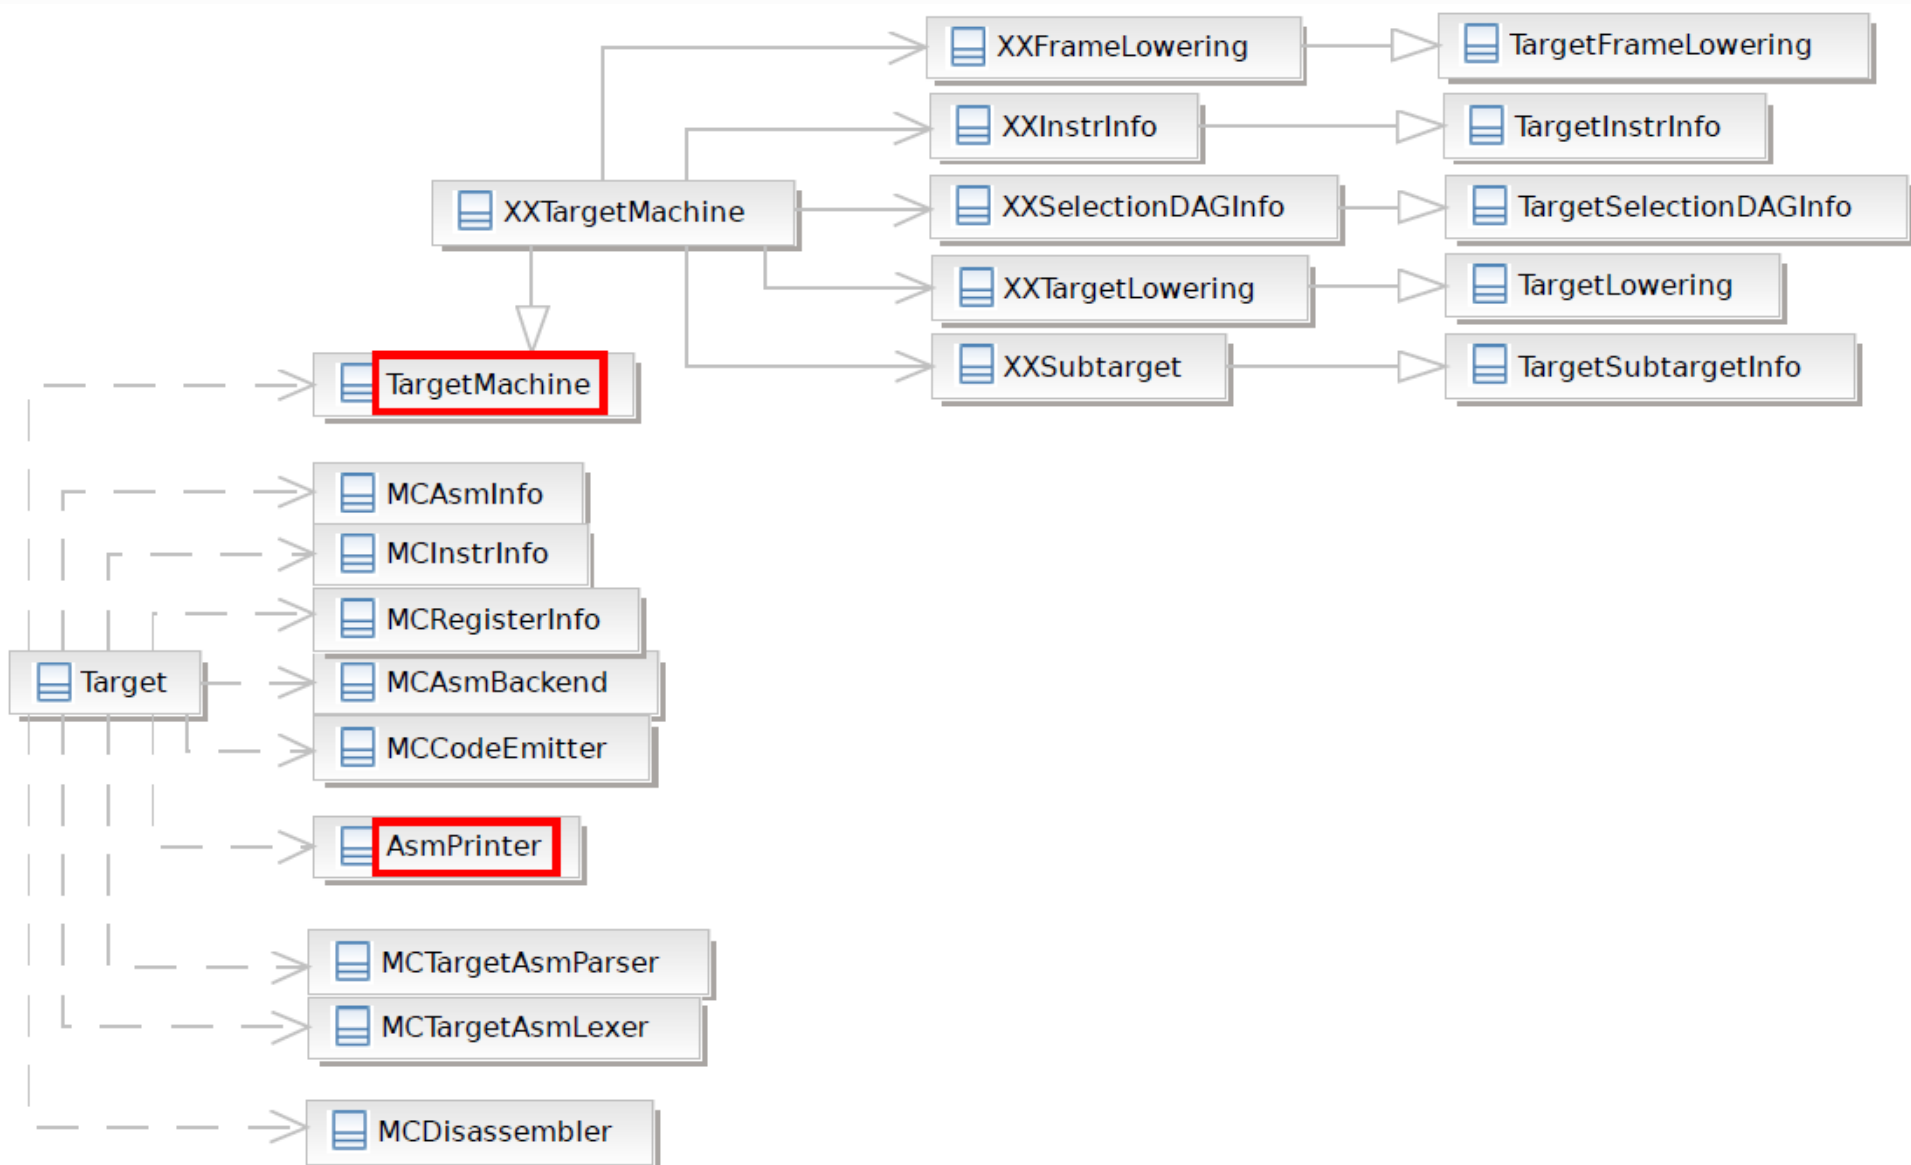 XXFrameLowering
TargetFrameLowering
XXInstrInfo
TargetInstrInfo
XXTargetMachine
XXSelectionDAGInfo
TargetSelectionDAGInfo
XXTargetLowering
TargetLowering
XXSubtarget
TargetSubtargetInfo
TargetMachine
MCAsmInfo
MCInstrInfo
MCRegisterInfo
Target
MCAsmBackend
MCCodeEmitter
AsmPrinter
MCTargetAsmParser
MCTargetAsmLexer
MCDisassembler